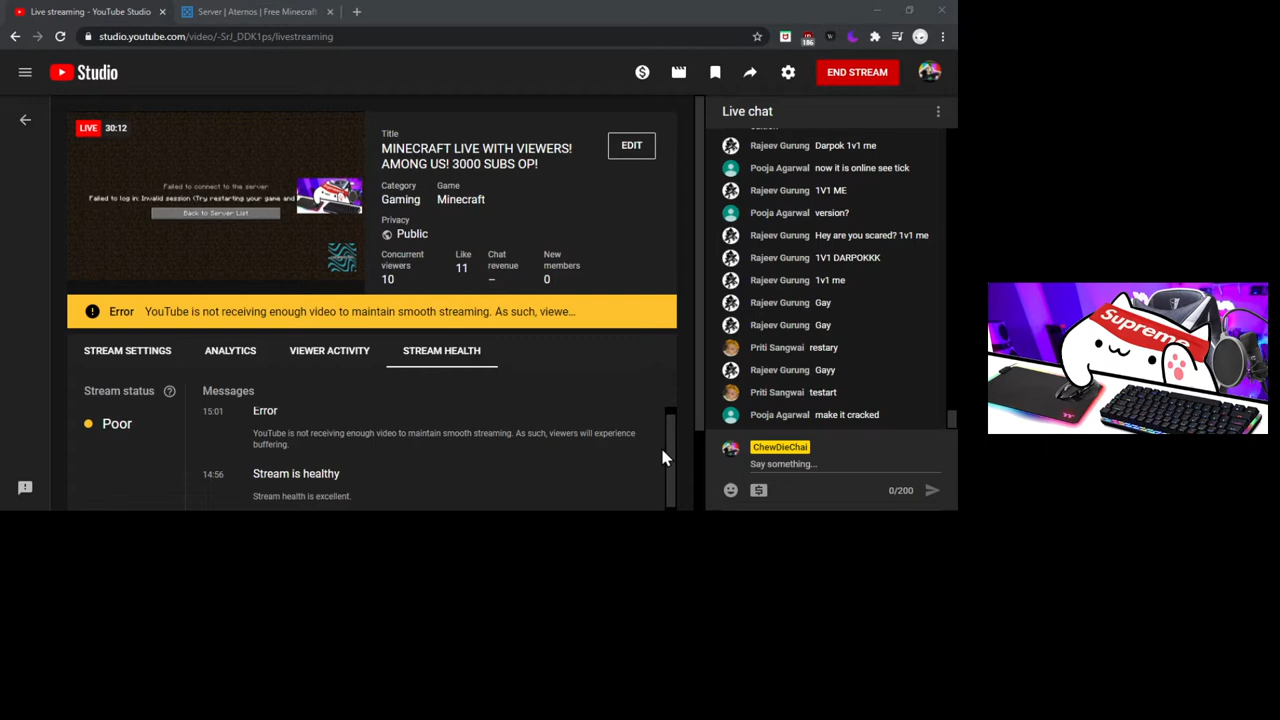 Live streaming - YouTube Studio
Server | Aternos | Free Minecraft
studio.youtube.com/video/-SrJ_DDK1ps/livestreaming
186
Studio
END STREAM
LIVE 30:12
Failed to connect to the server
Failed to log in: Invalid session (Try restarting your game and
Back to Server List
Title
MINECRAFT LIVE WITH VIEWERS!
AMONG US! 3000 SUBS OP!
EDIT
Category Game
Gaming Minecraft
Privacy
Public
Concurrent viewers
Like
Chat revenue
New members
10 11 – 0
Error YouTube is not receiving enough video to maintain smooth streaming. As such, viewe...
STREAM SETTINGS ANALYTICS VIEWER ACTIVITY STREAM HEALTH
Stream status
Poor
Messages
15:01 Error
YouTube is not receiving enough video to maintain smooth streaming. As such, viewers will experience
buffering.
14:56 Stream is healthy
Stream health is excellent.
Live chat
Rajeev Gurung Darpok 1v1 me
Pooja Agarwal now it is online see tick
Rajeev Gurung 1V1 ME
Pooja Agarwal version?
Rajeev Gurung Hey are you scared? 1v1 me
Rajeev Gurung 1V1 DARPOKKK
Rajeev Gurung 1v1 me
Rajeev Gurung Gay
Rajeev Gurung Gay
Priti Sangwai restary
Rajeev Gurung Gayy
Priti Sangwai testart
Pooja Agarwal make it cracked
ChewDieChai
Say something...
0/200
Supreme